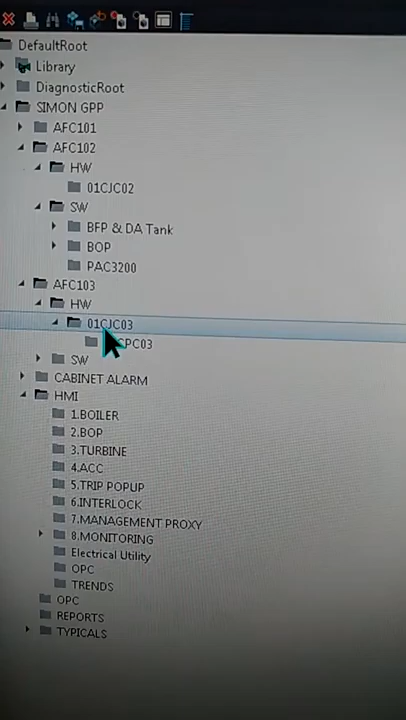 DefaultRoot
Library
DiagnosticRoot
SIMON GPP
AFC101
AFC102
HW
01CJC02
SW
BFP & DA Tank
BOP
PAC3200
AFC103
HW
01CJC03
CPC03
SW
CABINET ALARM
HMI
1.BOILER
2.BOP
3.TURBINE
4.ACC
5.TRIP POPUP
6.INTERLOCK
7.MANAGEMENT PROXY
8.MONITORING
Electrical Utility
OPC
TRENDS
OPC
REPORTS
TYPICALS